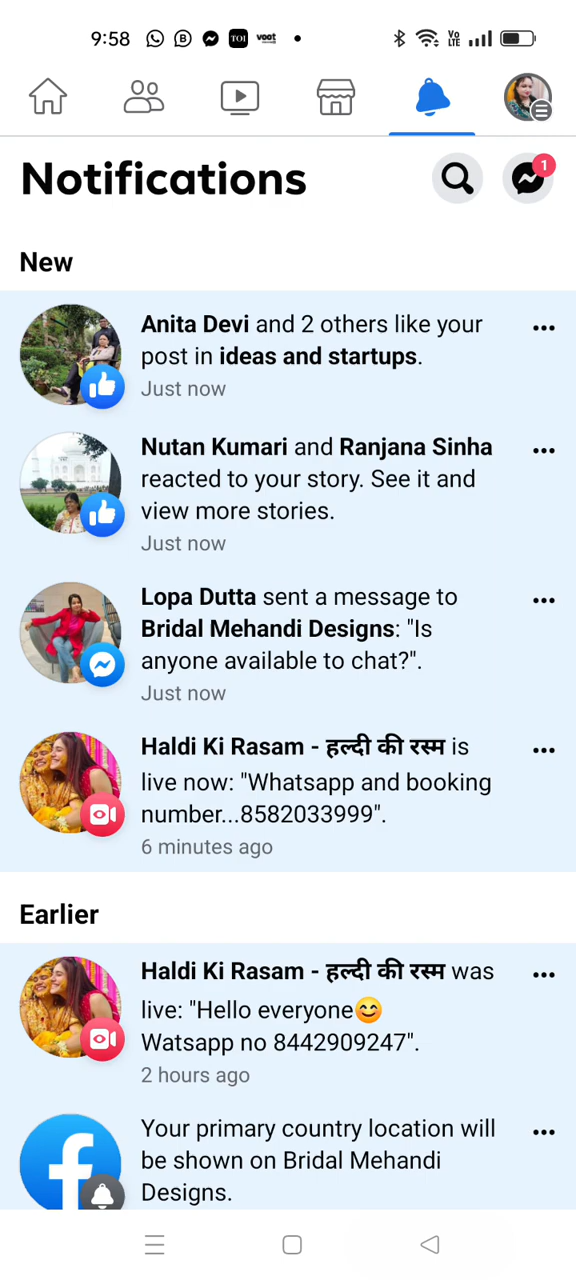 9:58 B TOI voot Vo LTE
Notifications
1
New
Anita Devi and 2 others like your
post in ideas and startups.
Just now
Nutan Kumari and Ranjana Sinha
reacted to your story. See it and
view more stories.
Just now
Lopa Dutta sent a message to
Bridal Mehandi Designs: "Is
anyone available to chat?".
Just now
Haldi Ki Rasam - हल्दी की रस्म is
live now: "Whatsapp and booking
number...8582033999".
6 minutes ago
Earlier
Haldi Ki Rasam - हल्दी की रस्म was
live: "Hello everyone😊
Watsapp no 8442909247".
2 hours ago
Your primary country location will
be shown on Bridal Mehandi
Designs.